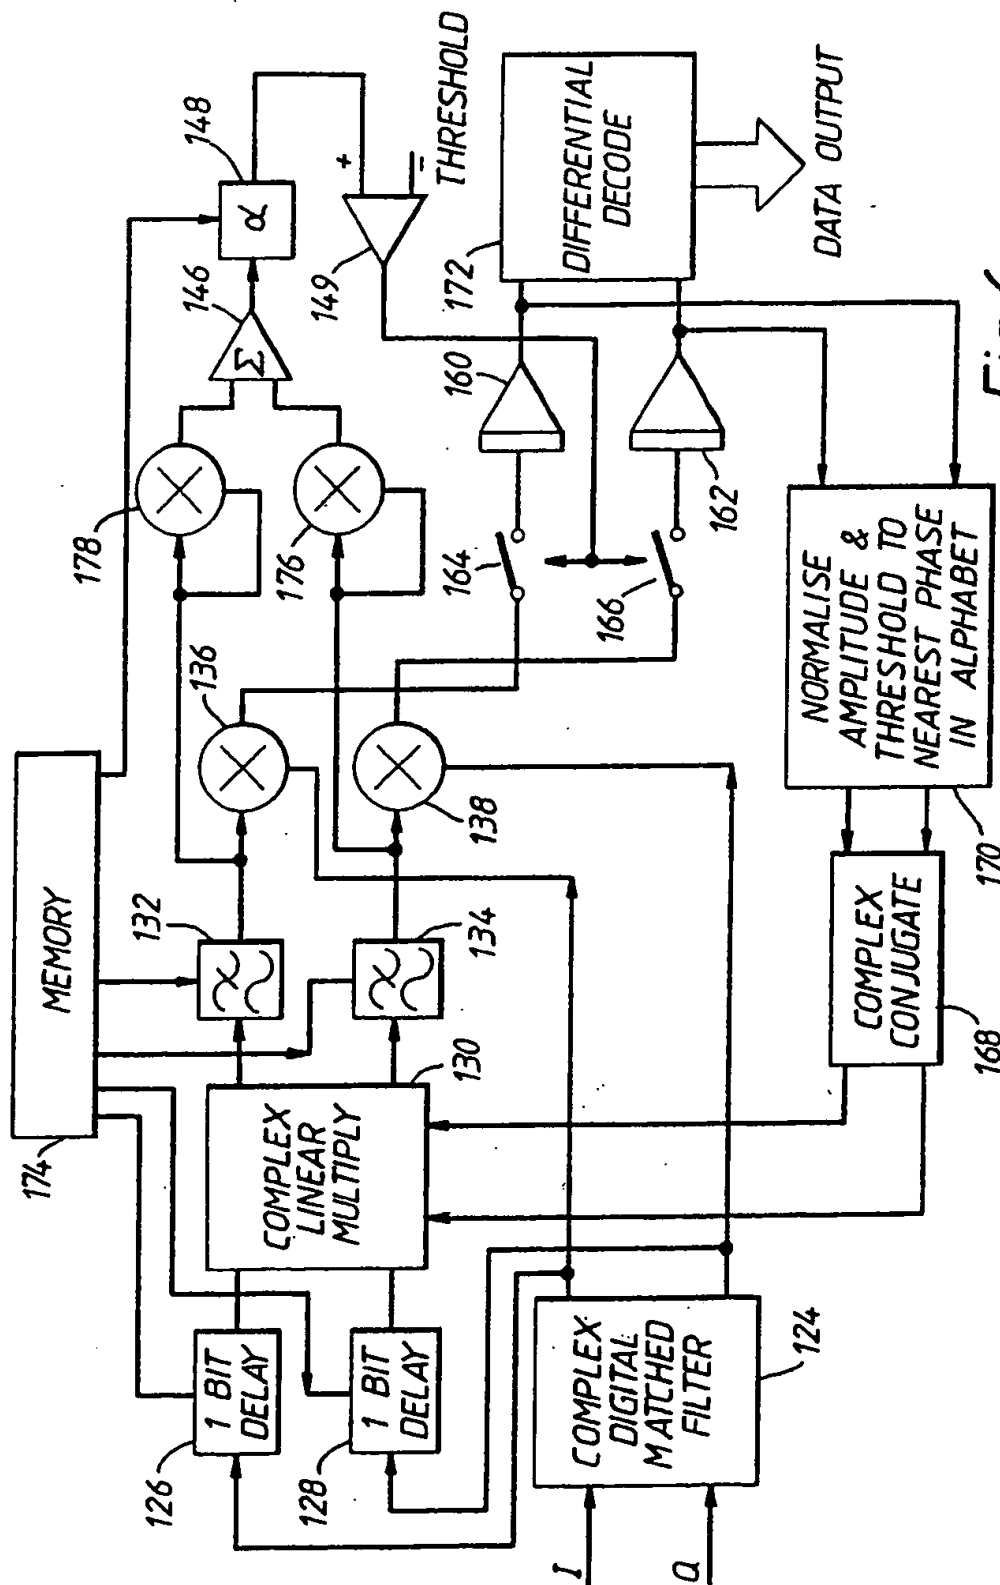 MEMORY
174
132
134
136
138
178
176
146
148
α
Σ
+
−
THRESHOLD
149
172
DIFFERENTIAL
DECODE
DATA OUTPUT
160
162
164
166
126
1 BIT
DELAY
128
1 BIT
DELAY
COMPLEX
LINEAR
MULTIPLY
130
COMPLEX
DIGITAL
MATCHED
FILTER
124
I
Q
COMPLEX
CONJUGATE
168
NORMALISE
AMPLITUDE &
THRESHOLD TO
NEAREST PHASE
IN ALPHABET
170